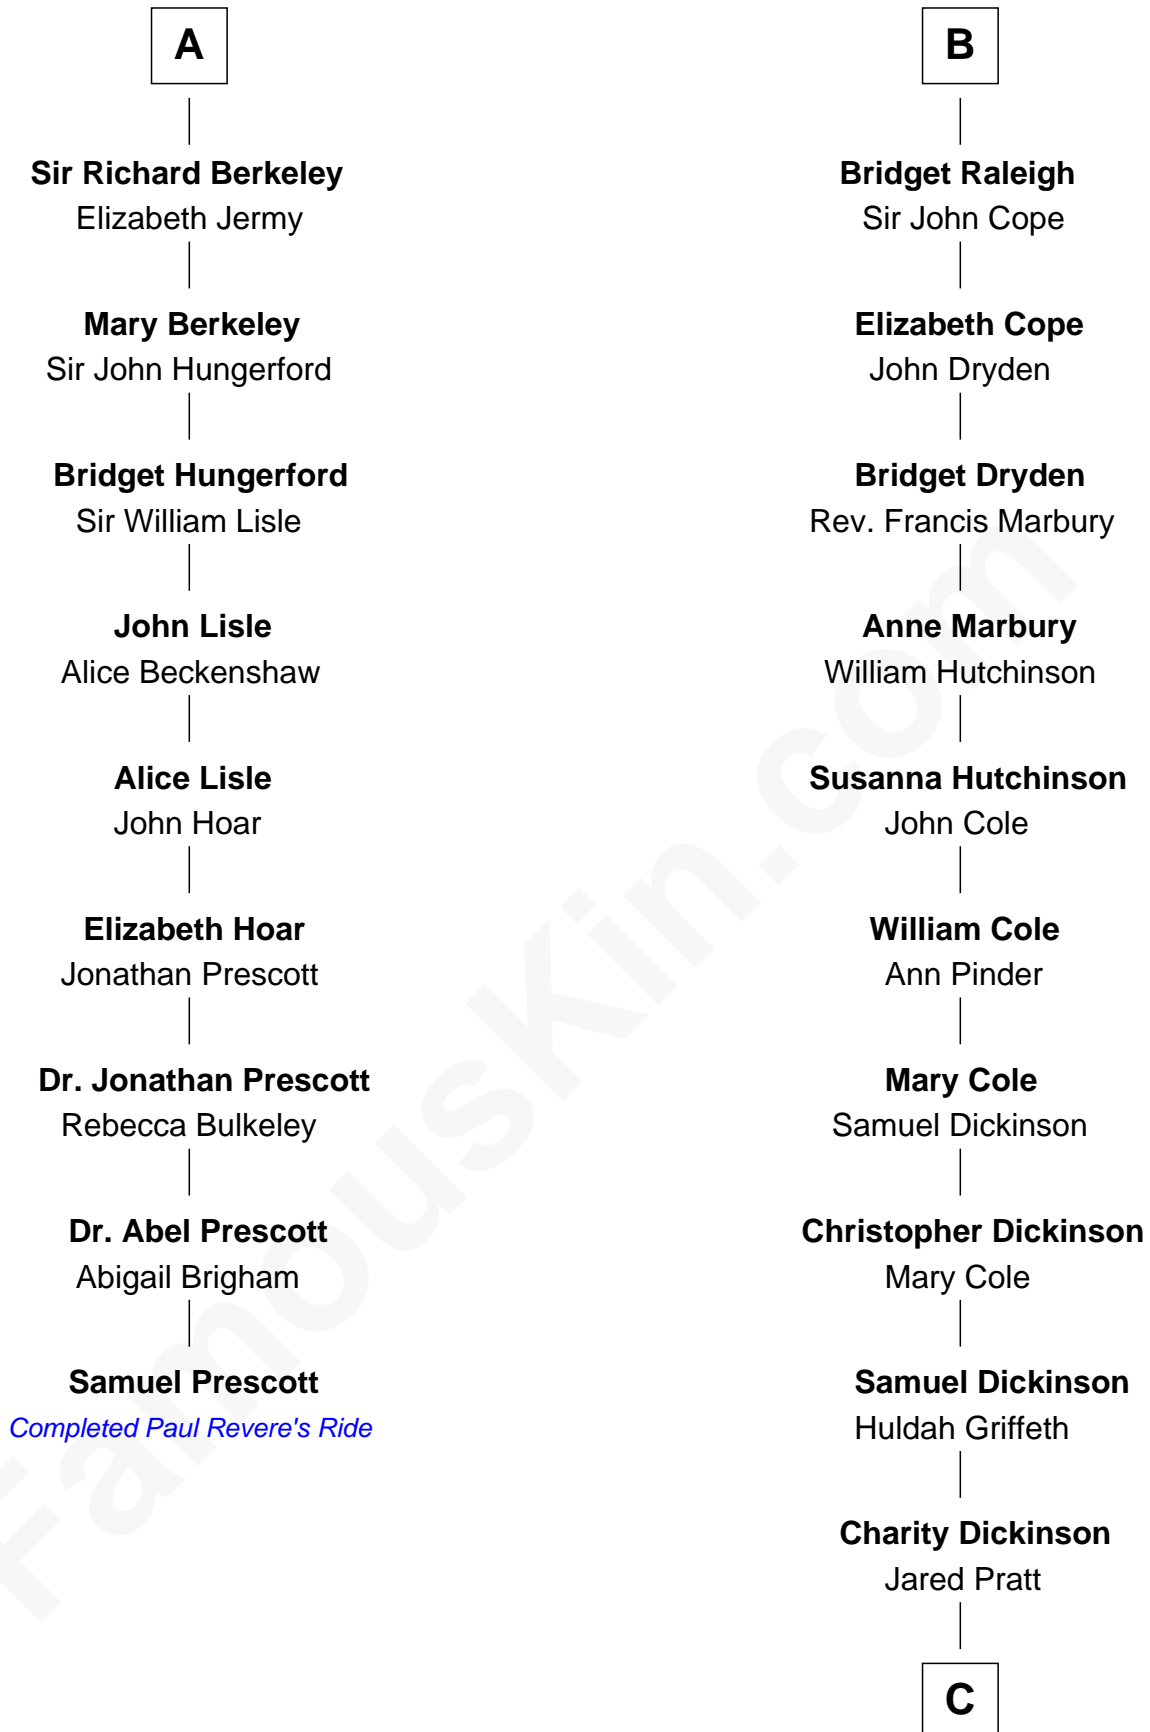 A
Sir Richard Berkeley
Elizabeth Jermy
Mary Berkeley
Sir John Hungerford
Bridget Hungerford
Sir William Lisle
John Lisle
Alice Beckenshaw
Alice Lisle
John Hoar
Elizabeth Hoar
Jonathan Prescott
Dr. Jonathan Prescott
Rebecca Bulkeley
Dr. Abel Prescott
Abigail Brigham
Samuel Prescott
Completed Paul Revere's Ride
B
Bridget Raleigh
Sir John Cope
Elizabeth Cope
John Dryden
Bridget Dryden
Rev. Francis Marbury
Anne Marbury
William Hutchinson
Susanna Hutchinson
John Cole
William Cole
Ann Pinder
Mary Cole
Samuel Dickinson
Christopher Dickinson
Mary Cole
Samuel Dickinson
Huldah Griffeth
Charity Dickinson
Jared Pratt
C
FamousKin.com